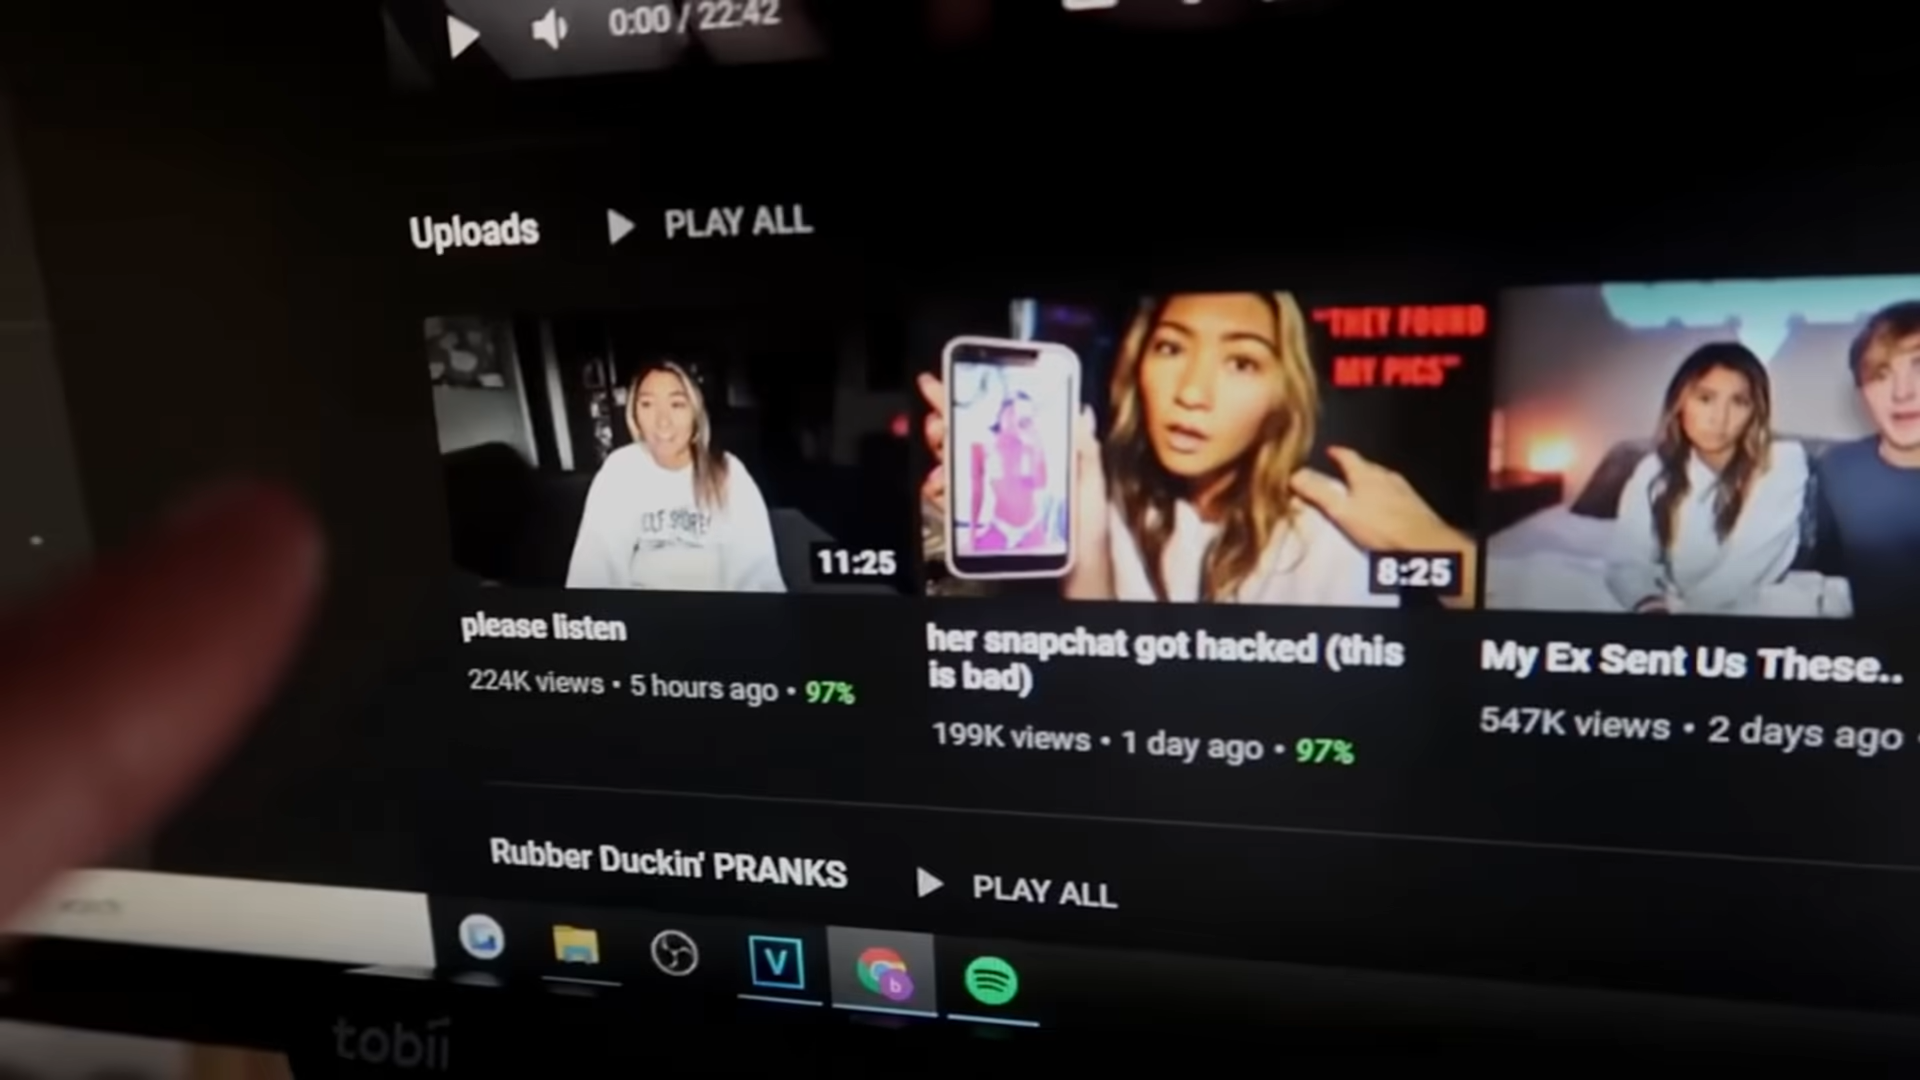 0:00 / 22:42
Uploads
PLAY ALL
"THEY FOUND
MY PICS"
11:25
8:25
please listen
224K views • 5 hours ago • 97%
her snapchat got hacked (this
is bad)
199K views • 1 day ago • 97%
My Ex Sent Us These..
547K views • 2 days ago •
Rubber Duckin' PRANKS
PLAY ALL
V
b
tobii